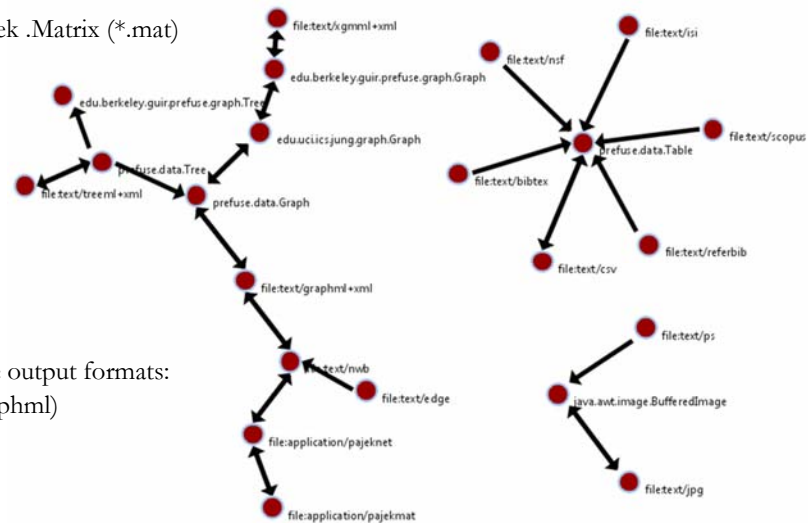 ek .Matrix (*.mat)
file:text/xgmml+xml
edu.berkeley.guir.prefuse.graph.Graph
edu.berkeley.guir.prefuse.graph.Tree
edu.uci.ics.jung.graph.Graph
prefuse.data.Tree
file:text/treeml+xml
prefuse.data.Graph
file:text/graphml+xml
output formats:
phml)
file:text/nwb
file:text/edge
file:application/pajeknet
file:application/pajekmat
file:text/isi
file:text/nsf
file:text/scopus
prefuse.data.Table
file:text/bibtex
file:text/referbib
file:text/csv
file:text/ps
java.awt.image.BufferedImage
file:text/jpg